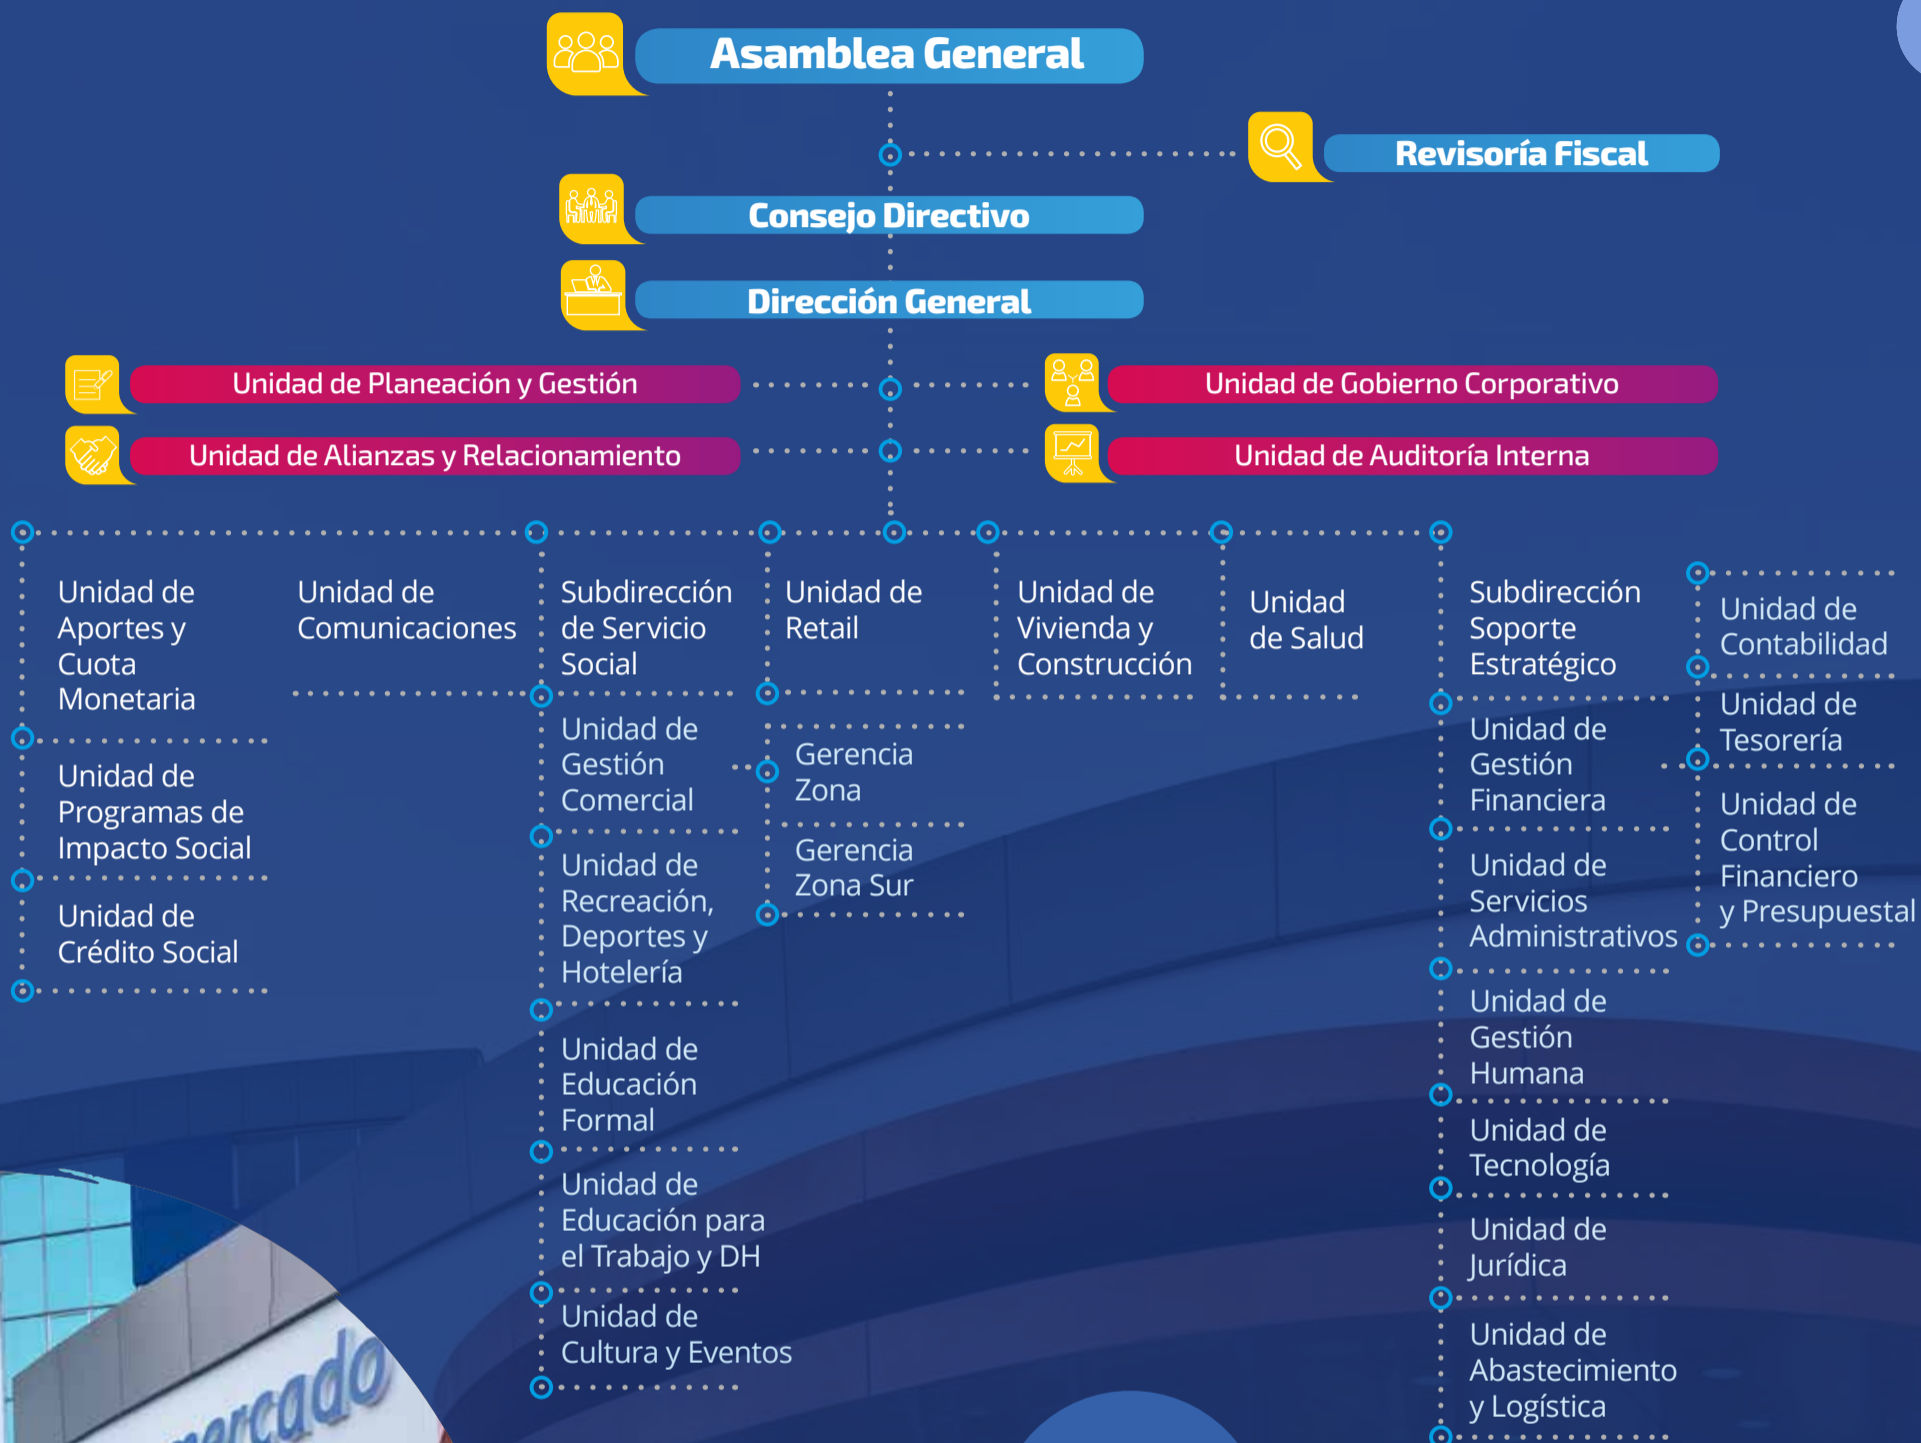 Asamblea General
Revisoría Fiscal
Consejo Directivo
Dirección General
Unidad de Planeación y Gestión
Unidad de Gobierno Corporativo
Unidad de Alianzas y Relacionamiento
Unidad de Auditoría Interna
Unidad de
Aportes y
Cuota
Monetaria
Unidad de
Programas de
Impacto Social
Unidad de
Crédito Social
Unidad de
Comunicaciones
Subdirección
de Servicio
Social
Unidad de
Gestión
Comercial
Unidad de
Recreación,
Deportes y
Hotelería
Unidad de
Educación
Formal
Unidad de
Educación para
el Trabajo y DH
Unidad de
Cultura y Eventos
Unidad de
Retail
Gerencia
Zona
Gerencia
Zona Sur
Unidad de
Vivienda y
Construcción
Unidad
de Salud
Subdirección
Soporte
Estratégico
Unidad de
Gestión
Financiera
Unidad de
Servicios
Administrativos
Unidad de
Gestión
Humana
Unidad de
Tecnología
Unidad de
Jurídica
Unidad de
Abastecimiento
y Logística
Unidad de
Contabilidad
Unidad de
Tesorería
Unidad de
Control
Financiero
y Presupuestal